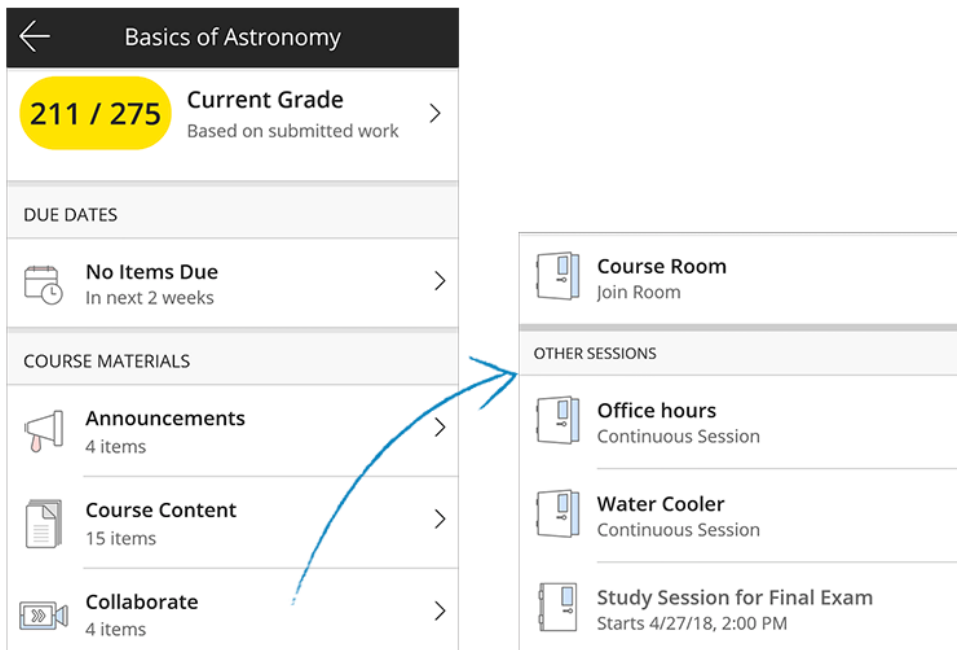 Basics of Astronomy
211 / 275
Current Grade
Based on submitted work
DUE DATES
No Items Due
In next 2 weeks
COURSE MATERIALS
Announcements
4 items
Course Content
15 items
Collaborate
4 items
Course Room
Join Room
OTHER SESSIONS
Office hours
Continuous Session
Water Cooler
Continuous Session
Study Session for Final Exam
Starts 4/27/18, 2:00 PM